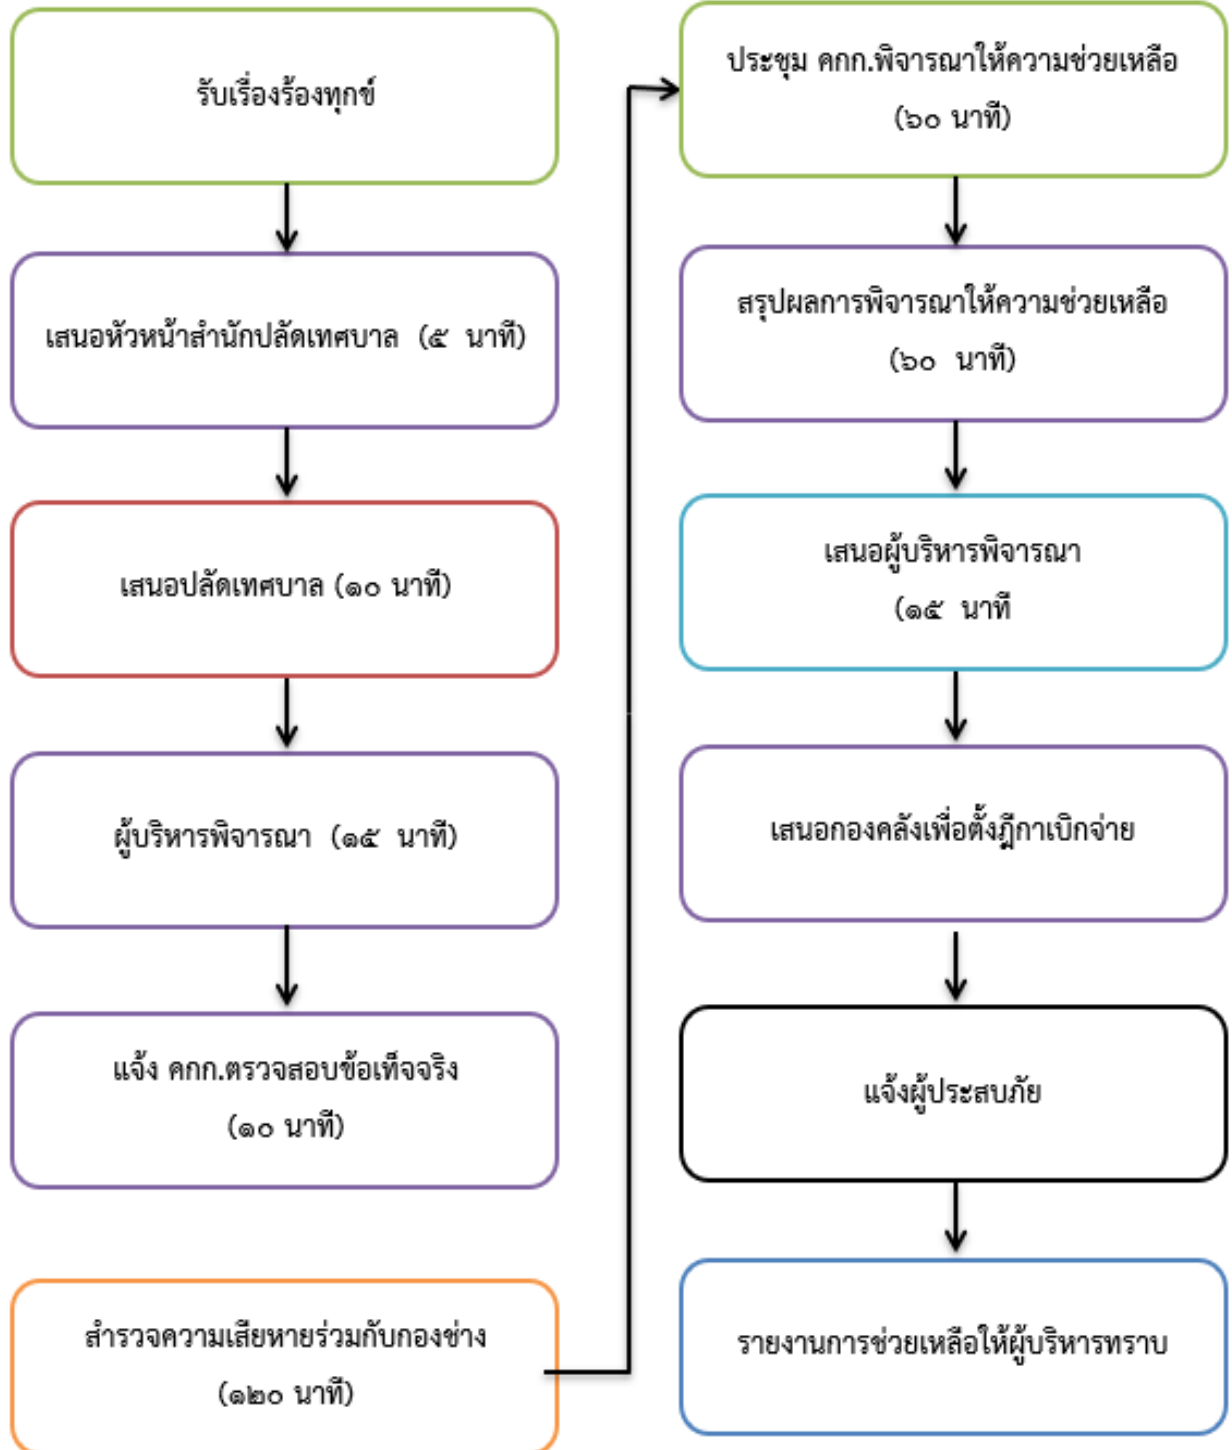 รับเรื่องร้องทุกข์
เสนอหัวหน้าสำนักปลัดเทศบาล (๕ นาที)
เสนอปลัดเทศบาล (๑๐ นาที)
ผู้บริหารพิจารณา (๑๕ นาที)
แจ้ง คกก.ตรวจสอบข้อเท็จจริง
(๑๐ นาที)
สำรวจความเสียหายร่วมกับกองช่าง
(๑๒๐ นาที)
ประชุม คกก.พิจารณาให้ความช่วยเหลือ
(๖๐ นาที)
สรุปผลการพิจารณาให้ความช่วยเหลือ
(๖๐ นาที)
เสนอผู้บริหารพิจารณา
(๑๕ นาที
เสนอกองคลังเพื่อตั้งฎีกาเบิกจ่าย
แจ้งผู้ประสบภัย
รายงานการช่วยเหลือให้ผู้บริหารทราบ